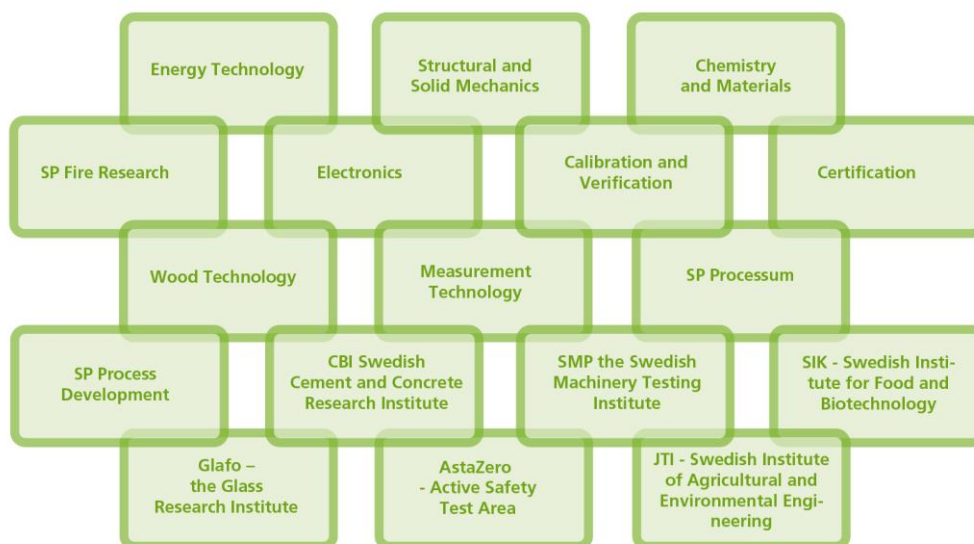 Energy Technology
Structural and
Solid Mechanics
Chemistry
and Materials
SP Fire Research
Electronics
Calibration and
Verification
Certification
Wood Technology
Measurement
Technology
SP Processum
SP Process
Development
CBI Swedish
Cement and Concrete
Research Institute
SMP the Swedish
Machinery Testing
Institute
SIK - Swedish Insti-
tute for Food and
Biotechnology
Glafo –
the Glass
Research Institute
AstaZero
- Active Safety
Test Area
JTI - Swedish Institute
of Agricultural and
Environmental Engi-
neering